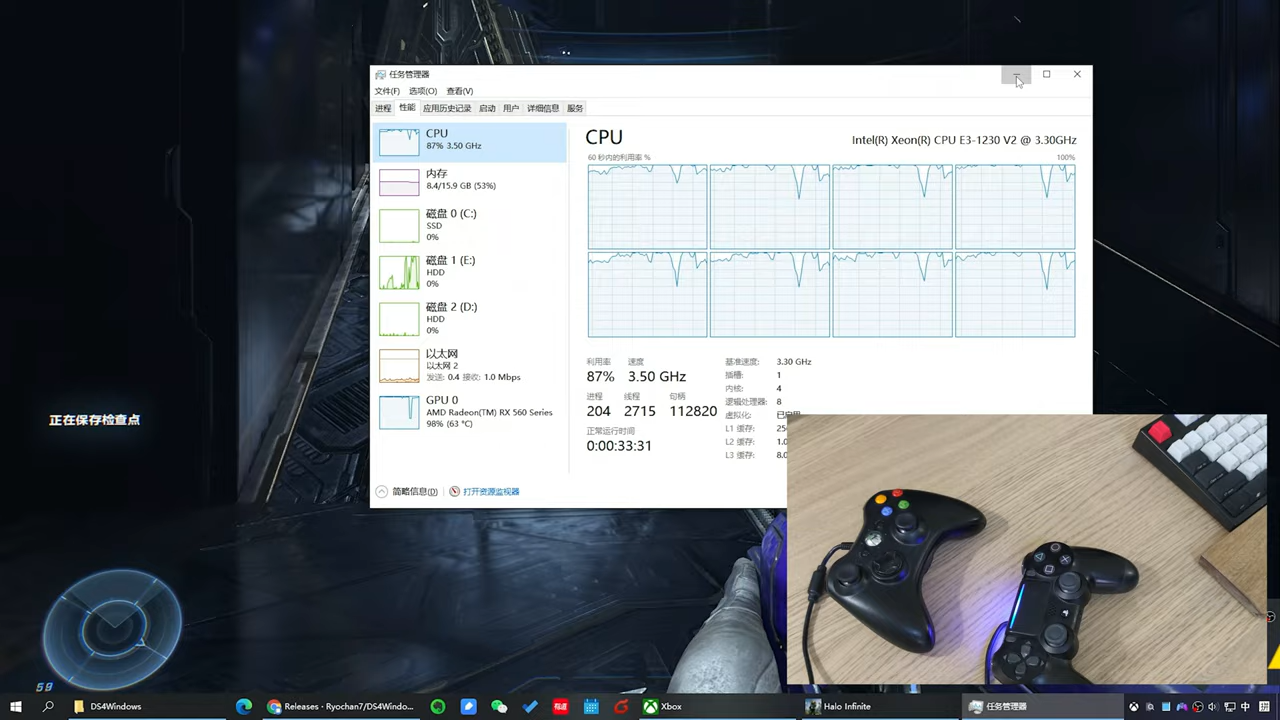 任务管理器
文件(F) 选项(O) 查看(V)
进程 性能 应用历史记录 启动 用户 详细信息 服务
CPU
87% 3.50 GHz
内存
8.4/15.9 GB (53%)
磁盘 0 (C:)
SSD
0%
磁盘 1 (E:)
HDD
0%
磁盘 2 (D:)
HDD
0%
以太网
以太网 2
发送: 0.4 接收: 1.0 Mbps
GPU 0
AMD Radeon(TM) RX 560 Series
98% (63 °C)
CPU
Intel(R) Xeon(R) CPU E3-1230 V2 @ 3.30GHz
60 秒内的利用率 %
100%
利用率 速度
87% 3.50 GHz
进程 线程 句柄
204 2715 112820
正常运行时间
0:00:33:31
基准速度: 3.30 GHz
插槽: 1
内核: 4
逻辑处理器: 8
虚拟化:
L1 缓存:
L2 缓存:
L3 缓存:
简略信息(D)
打开资源监视器
正在保存检查点
59
DS4Windows
Releases · Ryochan7/DS4Windo...
有道
Xbox
Halo Infinite
任务管理器
中